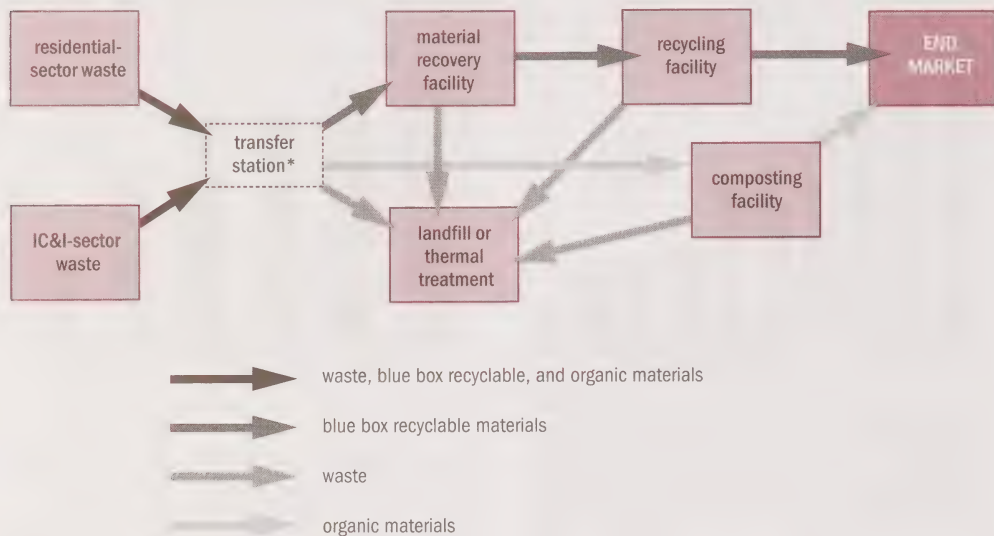 residential-
sector waste
material
recovery
facility
recycling
facility
END
MARKET
transfer
station*
composting
facility
IC&I-sector
waste
landfill or
thermal
treatment
waste, blue box recyclable, and organic materials
blue box recyclable materials
waste
organic materials